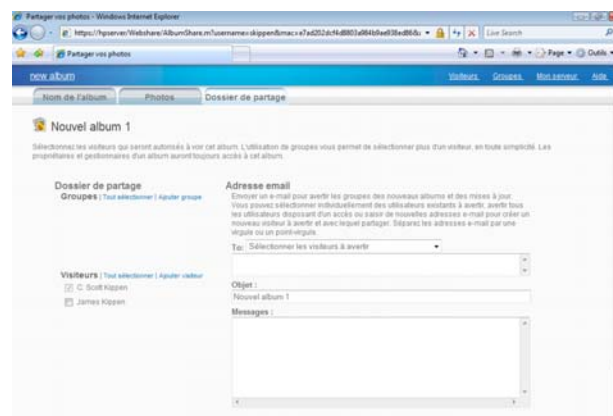 Partager vos photos - Windows Internet Explorer
Live Search
Partager vos photos
Page
Outils
new album
Visiteurs Groupes Mon serveur Aide
Nom de l'album Photos Dossier de partage
Nouvel album 1
Sélectionnez les visiteurs qui seront autorisés à voir cet album. L'utilisation de groupes vous permet de sélectionner plus d'un visiteur, en toute simplicité. Les
propriétaires et gestionnaires d'un album auront toujours accès à cet album.
Dossier de partage
Groupes | Tout sélectionner | Ajouter groupe
Visiteurs | Tout sélectionner | Ajouter visiteur
C. Scott Kippen
James Kippen
Adresse email
Envoyer un e-mail pour avertir les groupes des nouveaux albums et des mises à jour.
Vous pouvez sélectionner individuellement des utilisateurs existants à avertir, avertir tous
les utilisateurs disposant d'un accès ou saisir de nouvelles adresses e-mail pour créer un
nouveau visiteur à avertir et avec lequel partager. Séparez les adresses e-mail par une
virgule ou un point-virgule.
To: Sélectionner les visiteurs à avertir
Objet :
Nouvel album 1
Messages :